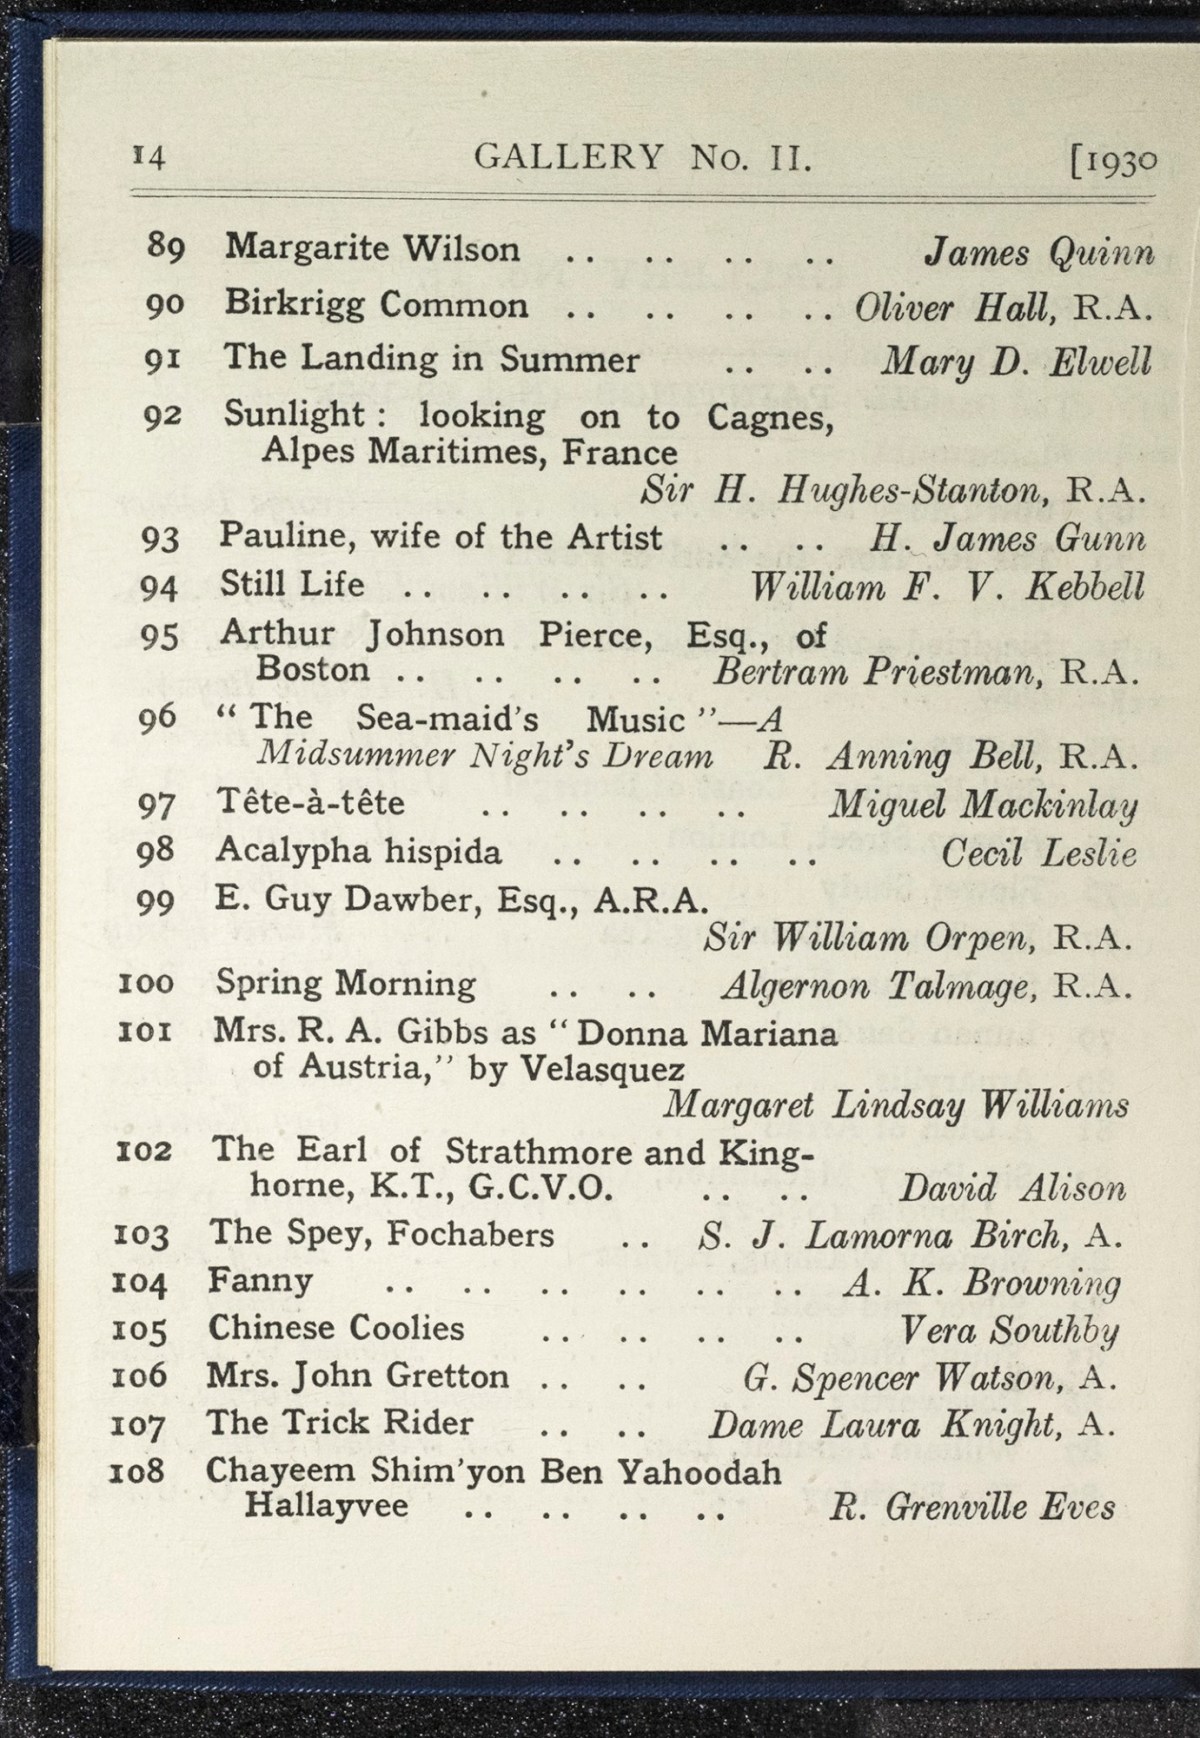 14 GALLERY No. II. [1930
89 Margarite Wilson .. .. .. .. James Quinn
90 Birkrigg Common .. .. .. .. Oliver Hall, R.A.
91 The Landing in Summer .. .. Mary D. Elwell
92 Sunlight : looking on to Cagnes,
Alpes Maritimes, France
Sir H. Hughes-Stanton, R.A.
93 Pauline, wife of the Artist .. .. H. James Gunn
94 Still Life .. .. .. .. William F. V. Kebbell
95 Arthur Johnson Pierce, Esq., of
Boston .. .. .. .. Bertram Priestman, R.A.
96 “ The Sea-maid's Music ”—A
Midsummer Night's Dream R. Anning Bell, R.A.
97 Tête-à-tête .. .. .. .. Miguel Mackinlay
98 Acalypha hispida .. .. .. .. Cecil Leslie
99 E. Guy Dawber, Esq., A.R.A.
Sir William Orpen, R.A.
100 Spring Morning .. .. Algernon Talmage, R.A.
101 Mrs. R. A. Gibbs as “ Donna Mariana
of Austria,” by Velasquez
Margaret Lindsay Williams
102 The Earl of Strathmore and King-
horne, K.T., G.C.V.O. .. .. David Alison
103 The Spey, Fochabers .. S. J. Lamorna Birch, A.
104 Fanny .. .. .. .. .. .. A. K. Browning
105 Chinese Coolies .. .. .. .. Vera Southby
106 Mrs. John Gretton .. .. G. Spencer Watson, A.
107 The Trick Rider .. .. Dame Laura Knight, A.
108 Chayeem Shim'yon Ben Yahoodah
Hallayvee .. .. .. .. R. Grenville Eves